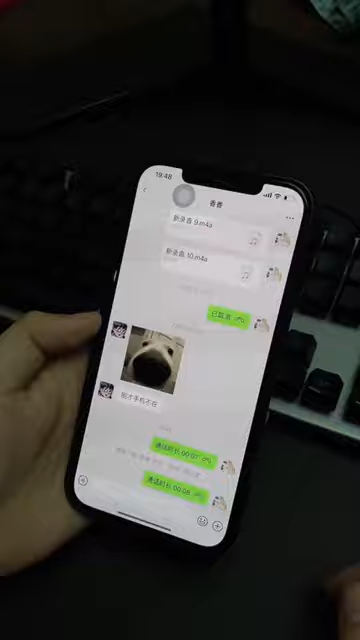 19:48
香香
新录音 9.m4a
新录音 10.m4a
已取消
刚才手机不在
通话时长 00:07
通话时长 00:08